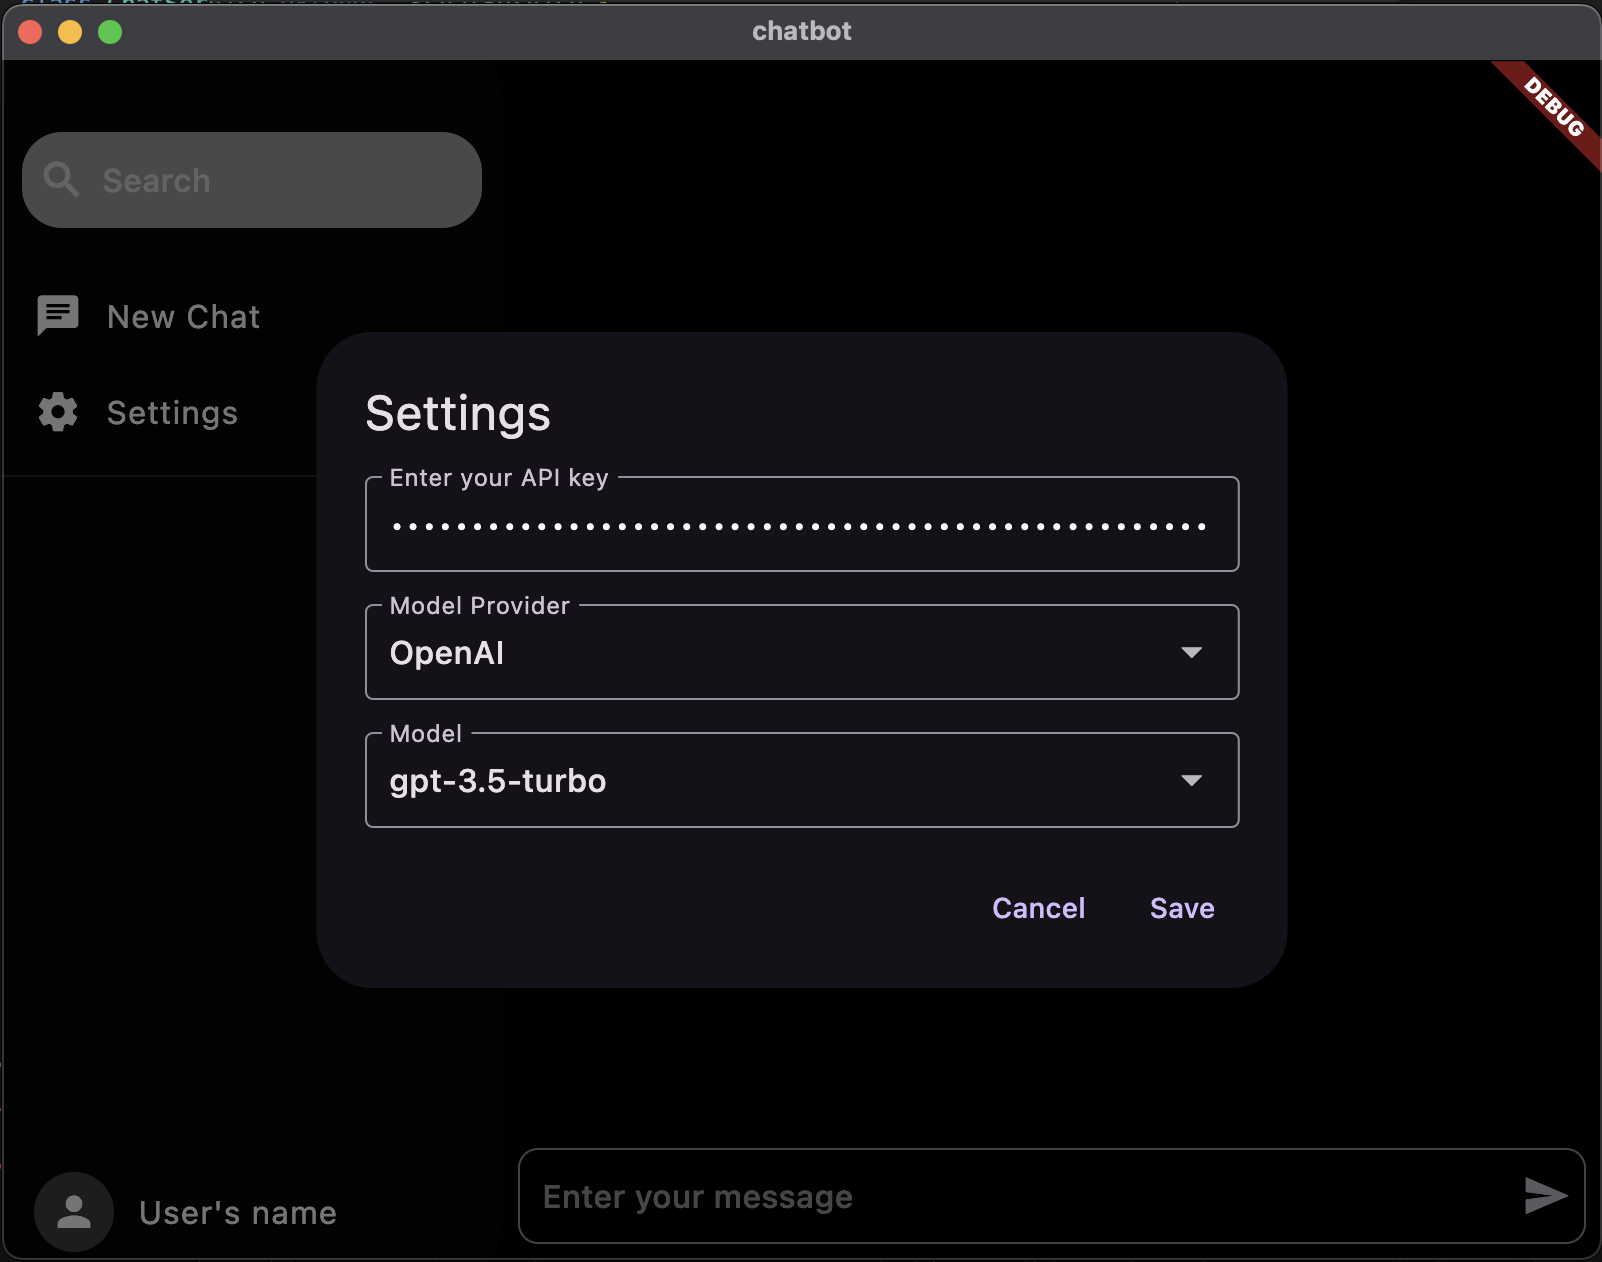 chatbot
DEBUG
Search
New Chat
Settings
Settings
Enter your API key
•••••••••••••••••••••••••••••••••••••••••••••••••••
Model Provider
OpenAI
Model
gpt-3.5-turbo
Cancel
Save
User's name
Enter your message